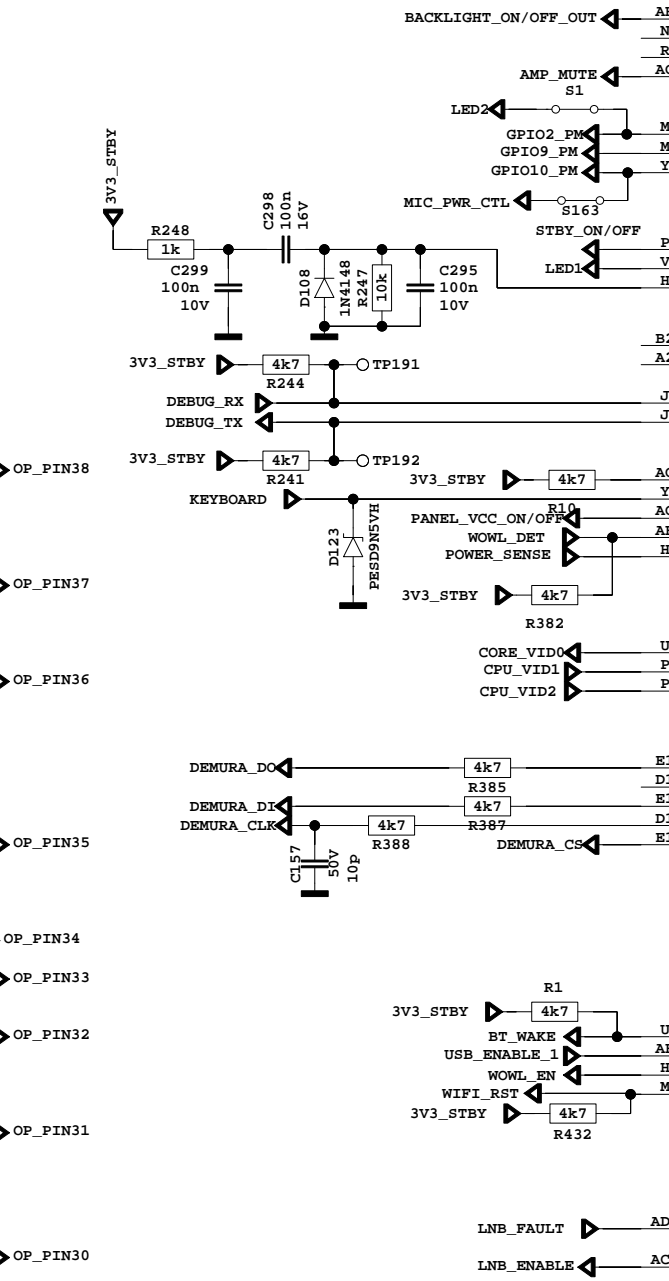 BACKLIGHT_ON/OFF_OUT
N
R
AMP_MUTE
S1
LED2
M
GPIO2_PM
GPIO9_PM M
GPIO10_PM Y
3V3_STBY
MIC_PWR_CTL
S163
C298
100n
16V
R248
1k
STBY_ON/OFF
P
LED1 V
H
C299
100n
10V
D108
1N4148
R247
10k
C295
100n
10V
3V3_STBY 4k7 TP191
R244
DEBUG_RX J
DEBUG_TX J
3V3_STBY 4k7 TP192
R241
OP_PIN38
3V3_STBY 4k7
KEYBOARD Y
R10
PANEL_VCC_ON/OFF
WOWL_DET
POWER_SENSE H
D123
PESD9N5VH
OP_PIN37
3V3_STBY 4k7
R382
CORE_VID0 U
CPU_VID1 P
CPU_VID2 P
OP_PIN36
DEMURA_DO 4k7
R385
DEMURA_DI 4k7
R387
DEMURA_CLK 4k7
R388
DEMURA_CS
OP_PIN35
C157
50V
10p
OP_PIN34
OP_PIN33
R1
3V3_STBY 4k7
OP_PIN32
BT_WAKE U
USB_ENABLE_1
WOWL_EN H
WIFI_RST M
3V3_STBY 4k7
R432
OP_PIN31
LNB_FAULT AD
OP_PIN30
LNB_ENABLE AC